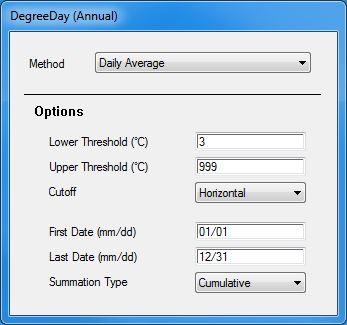 DegreeDay (Annual)
Method Daily Average
Options
Lower Threshold (°C) 3
Upper Threshold (°C) 999
Cutoff Horizontal
First Date (mm/dd) 01/01
Last Date (mm/dd) 12/31
Summation Type Cumulative